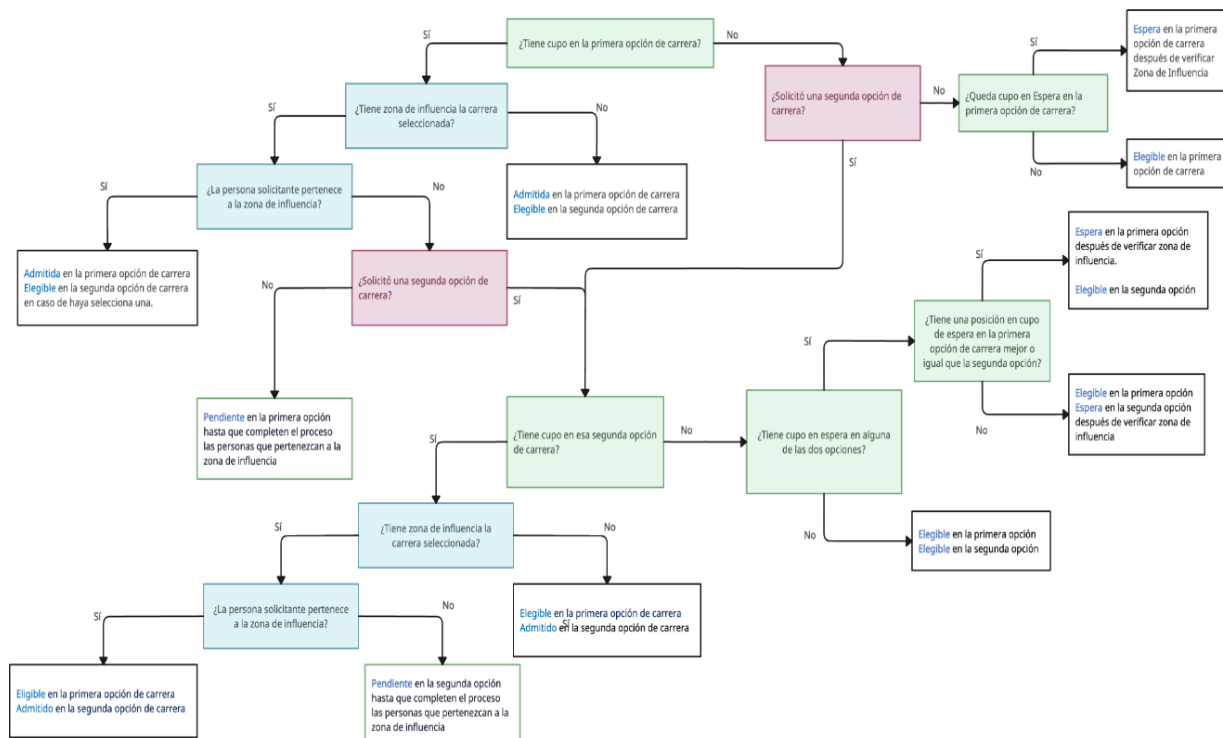 Sí
¿Tiene cupo en la primera opción de carrera?
No
Sí
Espera en la primera
opción de carrera
después de verificar
Zona de Influencia
Sí
¿Tiene zona de influencia la carrera
seleccionada?
No
¿Solicitó una segunda opción de
carrera?
No
¿Queda cupo en Espera en la
primera opción de carrera?
Sí
¿La persona solicitante pertenece
a la zona de influencia?
No
Admitida en la primera opción de carrera
Elegible en la segunda opción de carrera
Sí
No
Elegible en la primera
opción de carrera
Admitida en la primera opción de carrera
Elegible en la segunda opción de carrera
en caso de haya selecciona una.
No
¿Solicitó una segunda opción de
carrera?
Sí
Sí
Espera en la primera opción
después de verificar zona de
influencia.
Elegible en la segunda opción
Sí
¿Tiene una posición en cupo
de espera en la primera
opción de carrera mejor o
igual que la segunda opción?
No
Elegible en la primera opción
Espera en la segunda opción
después de verificar zona de
influencia
Pendiente en la primera opción
hasta que completen el proceso
las personas que pertenezcan a la
zona de influencia
Sí
¿Tiene cupo en esa segunda opción
de carrera?
No
¿Tiene cupo en espera en alguna
de las dos opciones?
No
Elegible en la primera opción
Elegible en la segunda opción
Sí
¿Tiene zona de influencia la
carrera seleccionada?
No
Sí
¿La persona solicitante pertenece
a la zona de influencia?
No
Elegible en la primera opción de carrera
Admitido en la segunda opción de carrera
Sí
Eligible en la primera opción de carrera
Admitido en la segunda opción de carrera
Pendiente en la segunda opción
hasta que completen el proceso
las personas que pertenezcan a la
zona de influencia